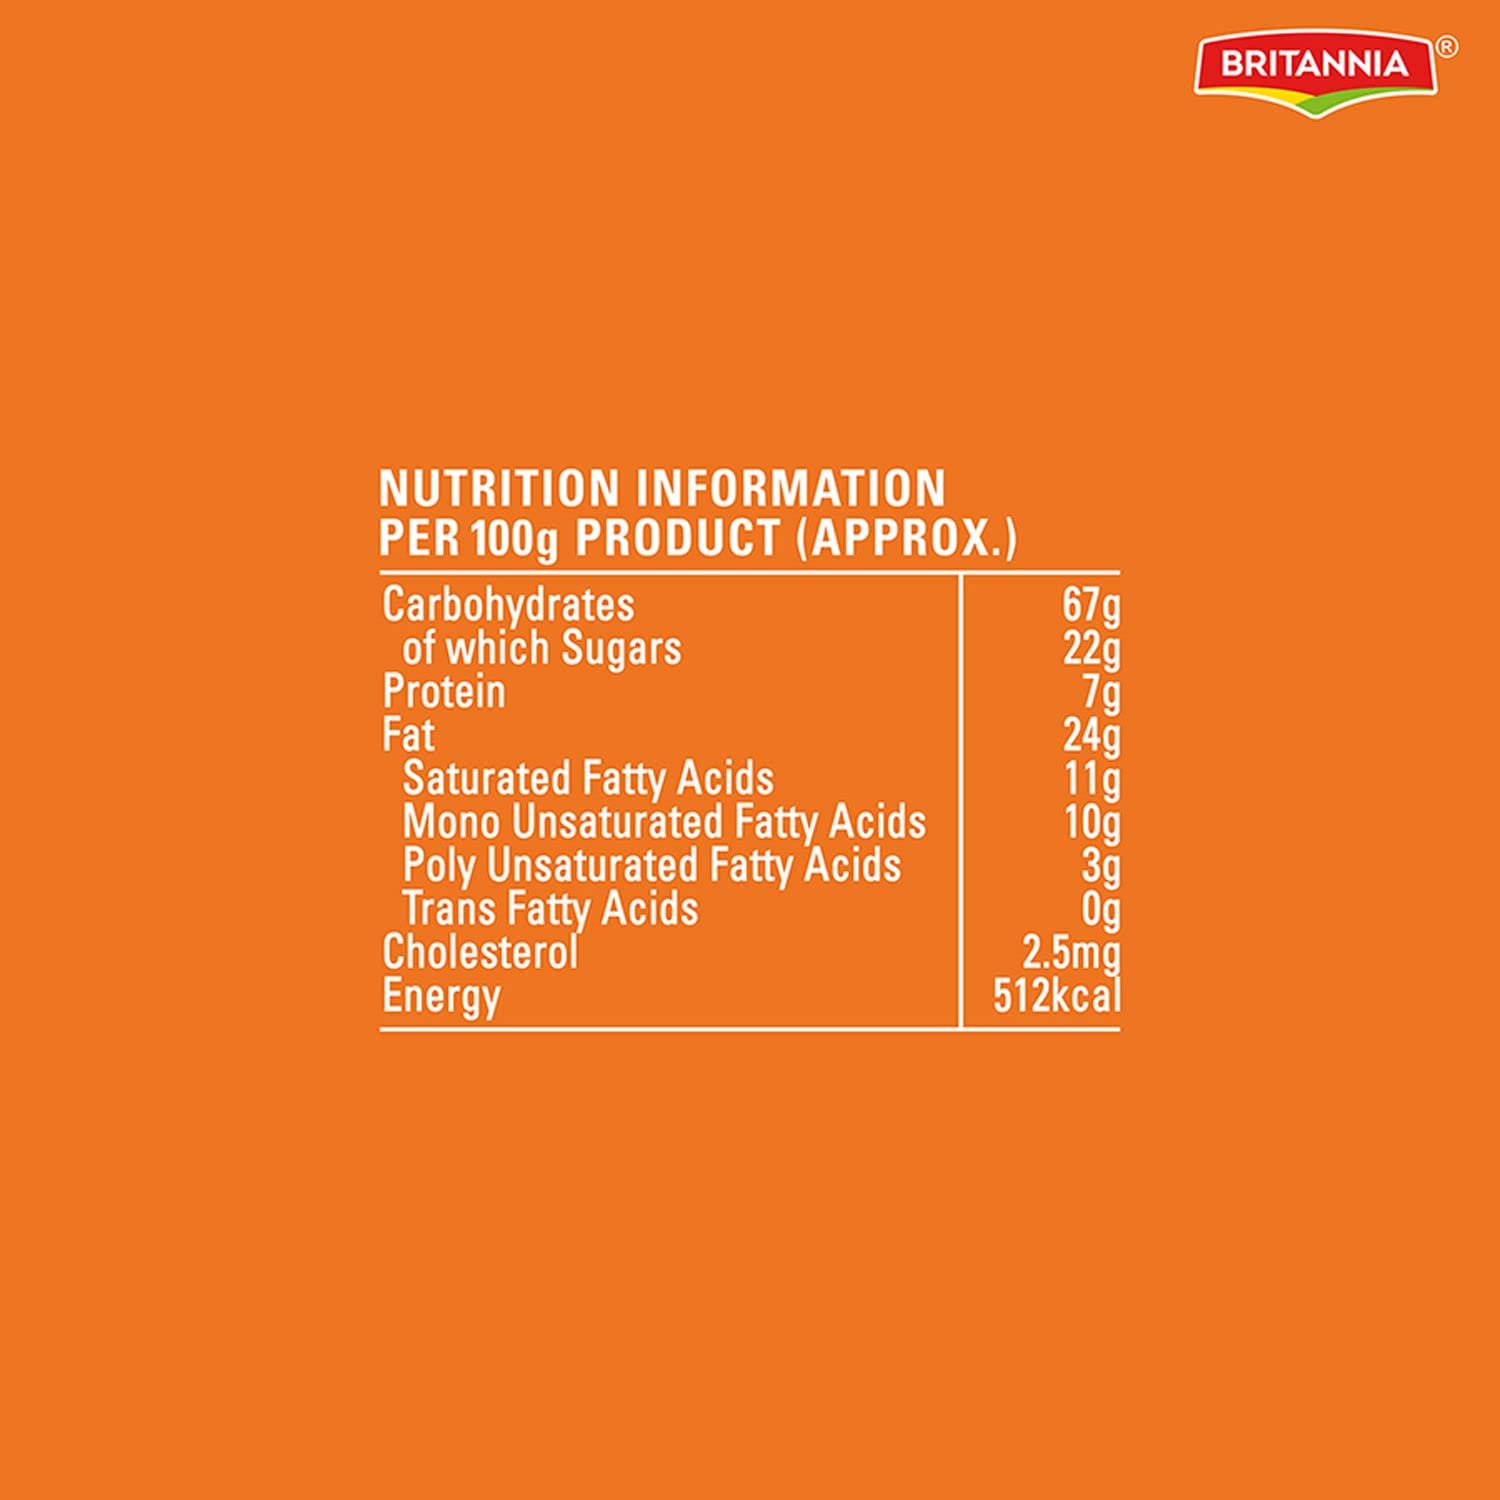 BRITANNIA®
NUTRITION INFORMATION
PER 100g PRODUCT (APPROX.)
Carbohydrates 67g
of which Sugars 22g
Protein 7g
Fat 24g
Saturated Fatty Acids 11g
Mono Unsaturated Fatty Acids 10g
Poly Unsaturated Fatty Acids 3g
Trans Fatty Acids 0g
Cholesterol 2.5mg
Energy 512kcal